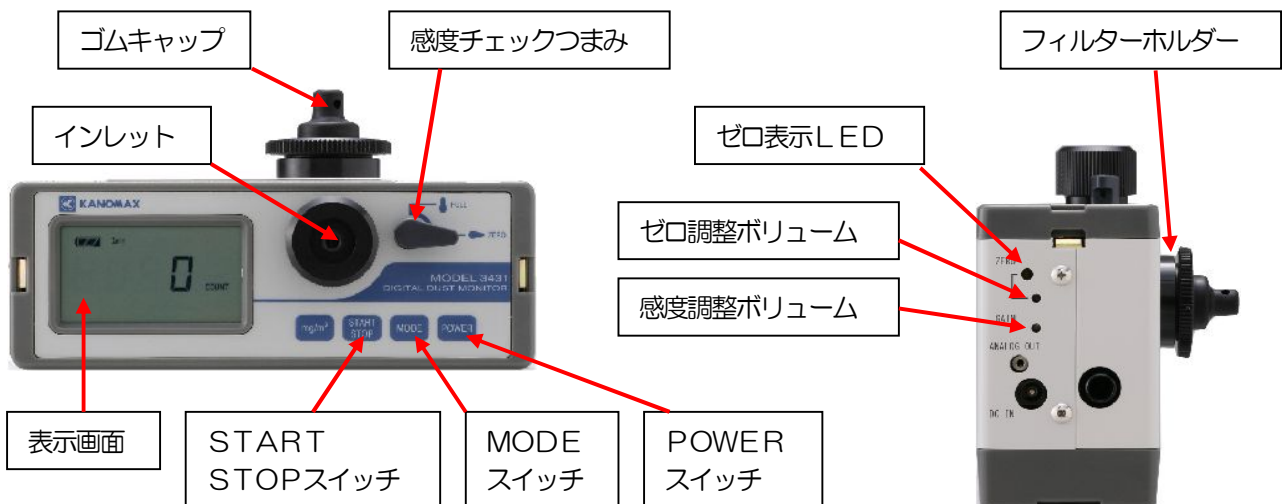 ゴムキャップ
感度チェックつまみ
フィルターホルダー
インレット
ゼロ表示LED
ゼロ調整ボリューム
感度調整ボリューム
KANOMAX
FULL
ZERO
0 COUNT
MODEL 3431
DIGITAL DUST MONITOR
mg/m³
START
STOP
MODE
POWER
ZERO
GAIN
ANALOG OUT
DC IN
表示画面
START
STOPスイッチ
MODE
スイッチ
POWER
スイッチ